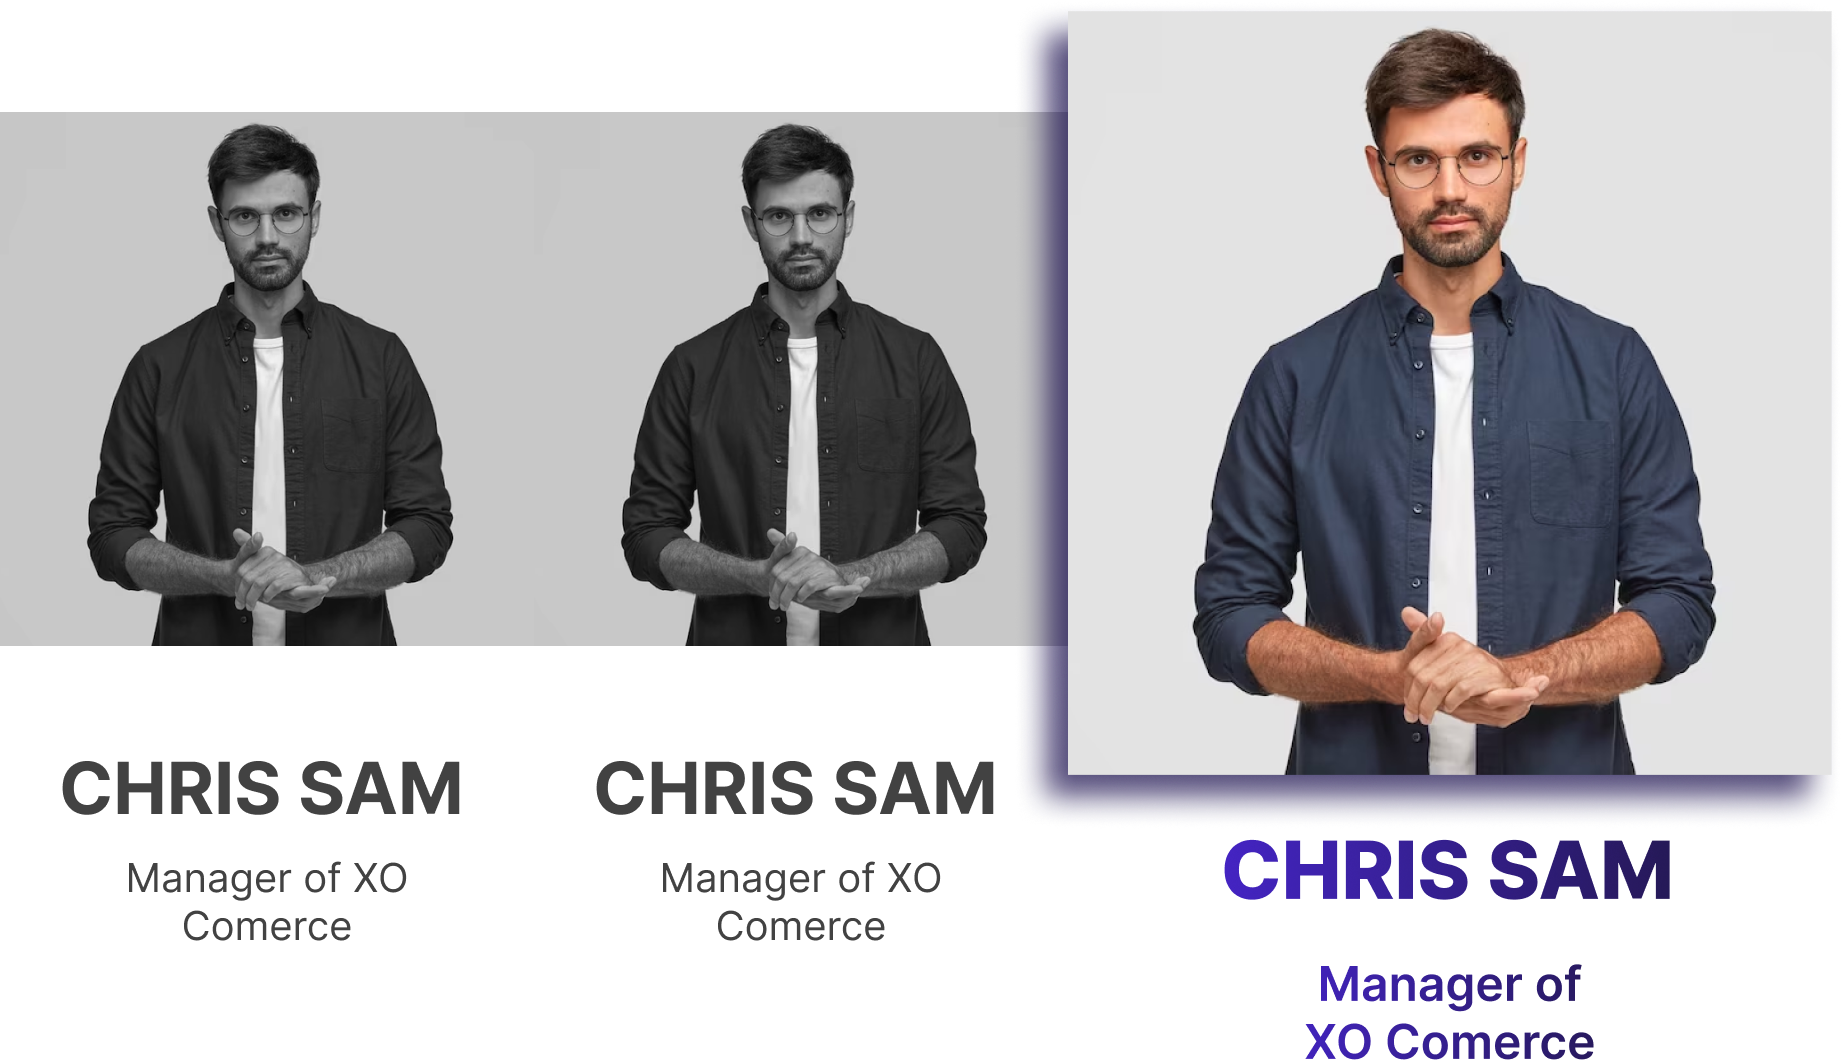 CHRIS SAM
Manager of XO
Comerce
CHRIS SAM
Manager of XO
Comerce
CHRIS SAM
Manager of
XO Comerce